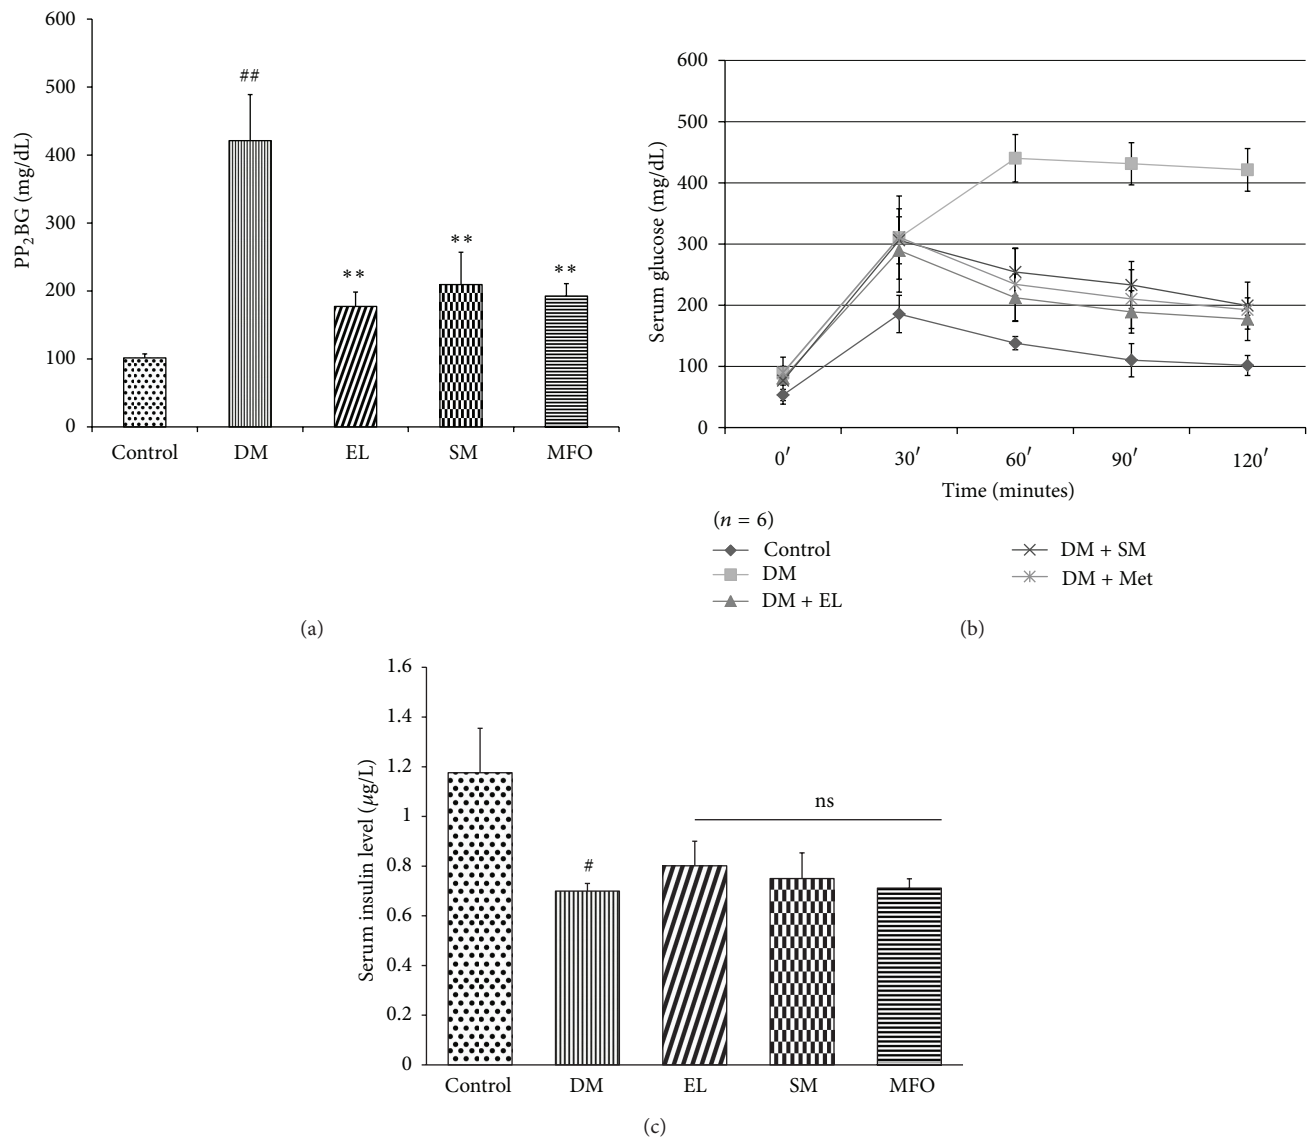 600
500
400
300
200
100
0
PP₂BG (mg/dL)
##
**
**
**
Control DM EL SM MFO
(a)
600
500
400
300
200
100
0
Serum glucose (mg/dL)
0′ 30′ 60′ 90′ 120′
Time (minutes)
(n = 6)
Control
DM
DM + EL
DM + SM
DM + Met
(b)
1.6
1.4
1.2
1
0.8
0.6
0.4
0.2
0
Serum insulin level (μg/L)
#
ns
Control DM EL SM MFO
(c)